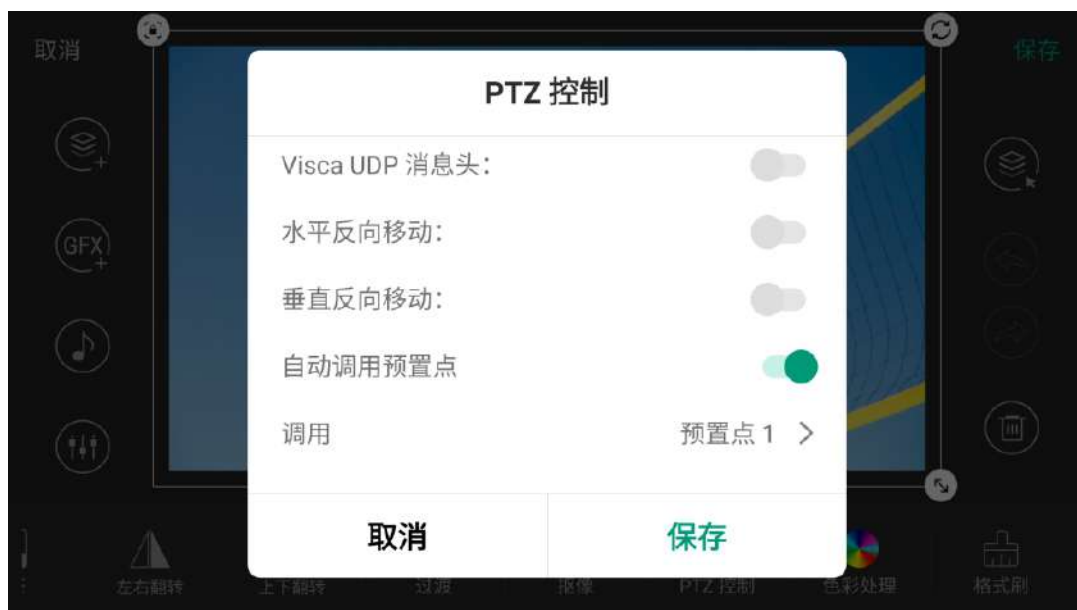 取消
保存
PTZ 控制
Visca UDP 消息头:
水平反向移动:
垂直反向移动:
自动调用预置点
调用 预置点 1
GFX
取消 保存
左右翻转 上下翻转 过渡 抠像 PTZ 控制 色彩处理 格式刷